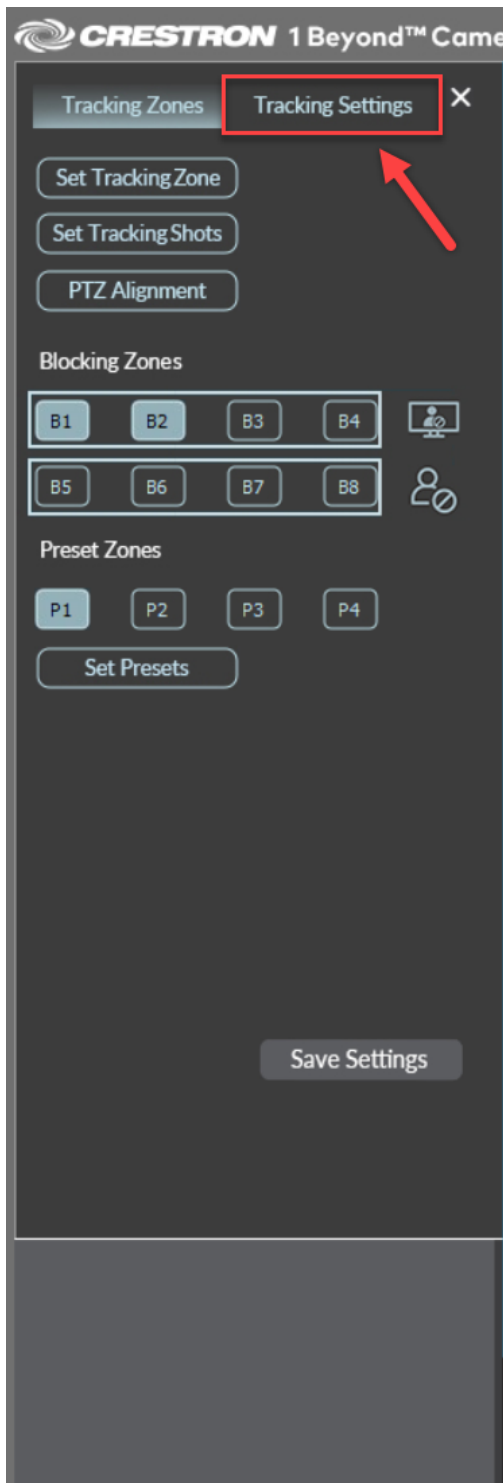 CRESTRON 1 Beyond™ Came
Tracking Zones Tracking Settings
Set Tracking Zone
Set Tracking Shots
PTZ Alignment
Blocking Zones
B1 B2 B3 B4
B5 B6 B7 B8
Preset Zones
P1 P2 P3 P4
Set Presets
Save Settings